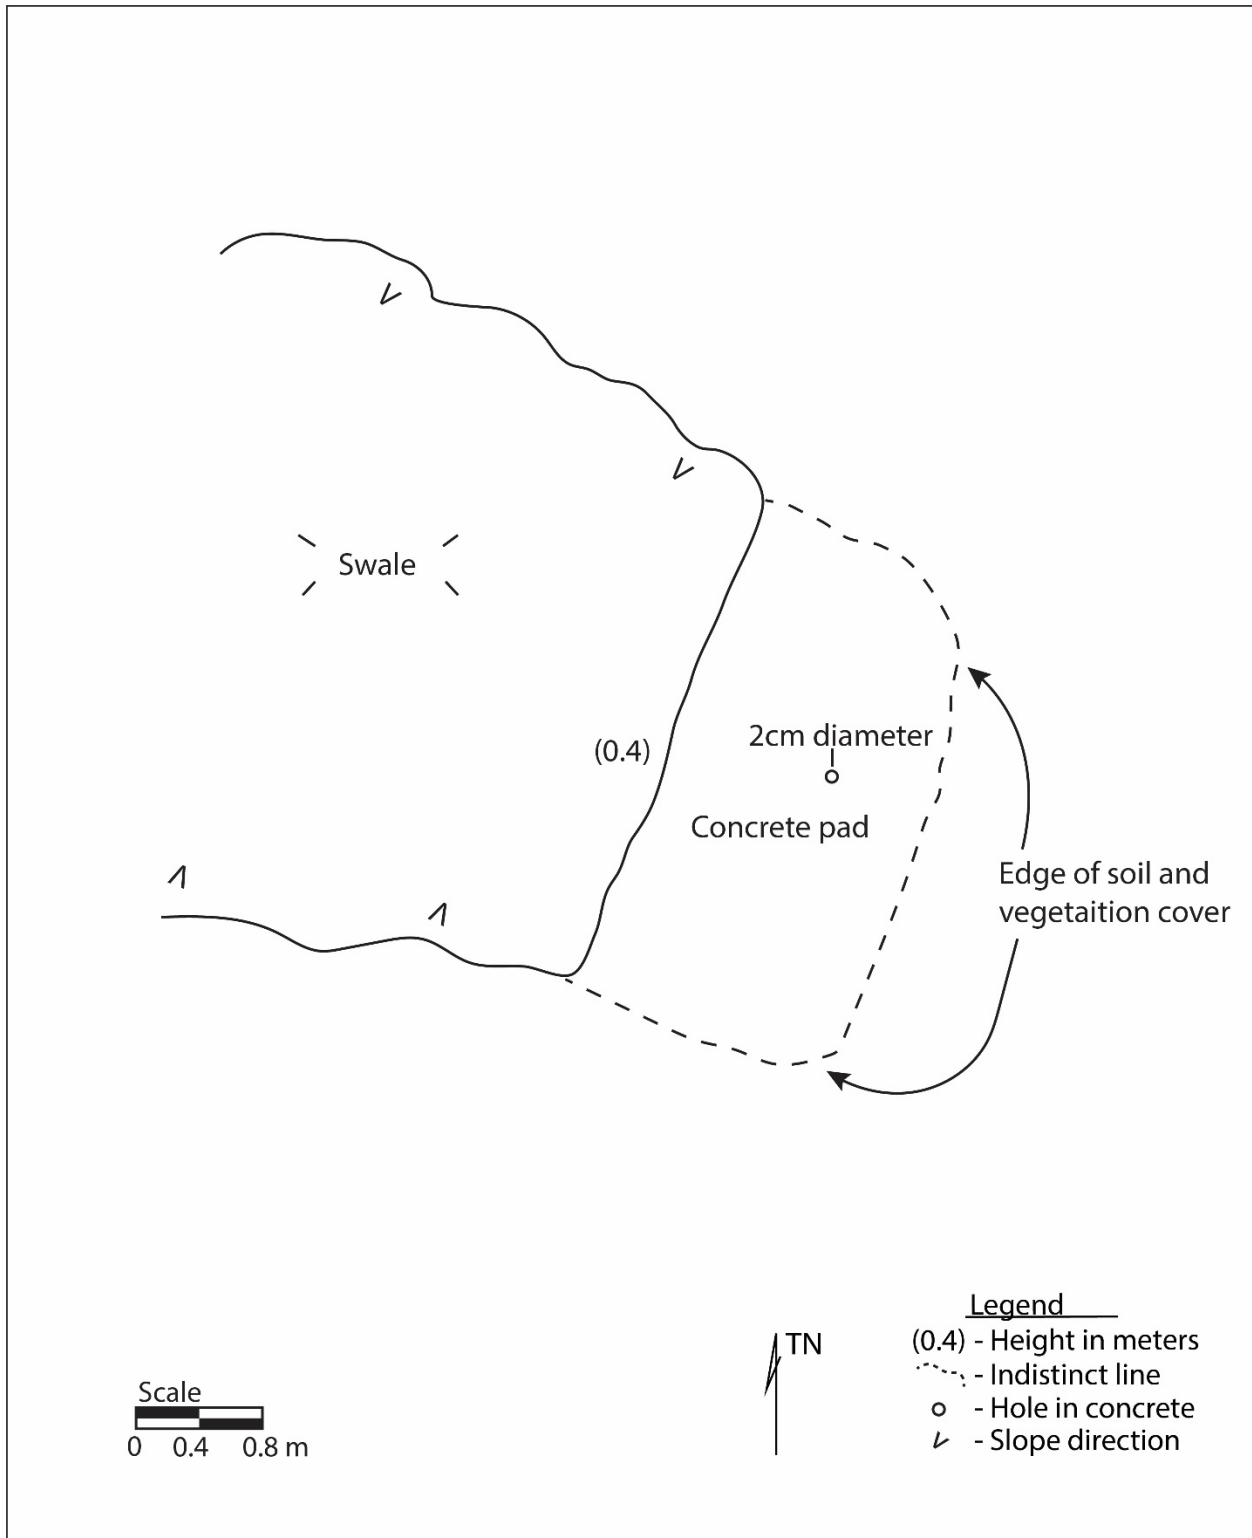 Swale
2cm diameter
(0.4)
Concrete pad
Edge of soil and
vegetaition cover
Legend
TN
(0.4) - Height in meters
- Indistinct line
- Hole in concrete
- Slope direction
Scale
0 0.4 0.8 m